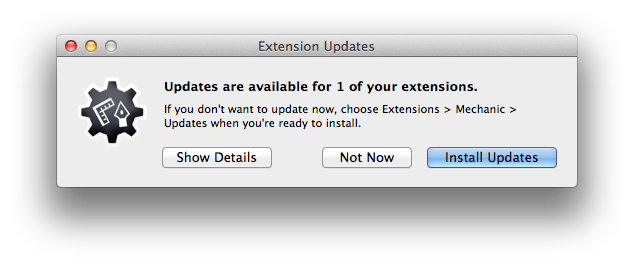 Extension Updates
Updates are available for 1 of your extensions.
If you don't want to update now, choose Extensions > Mechanic >
Updates when you're ready to install.
Show Details
Not Now
Install Updates